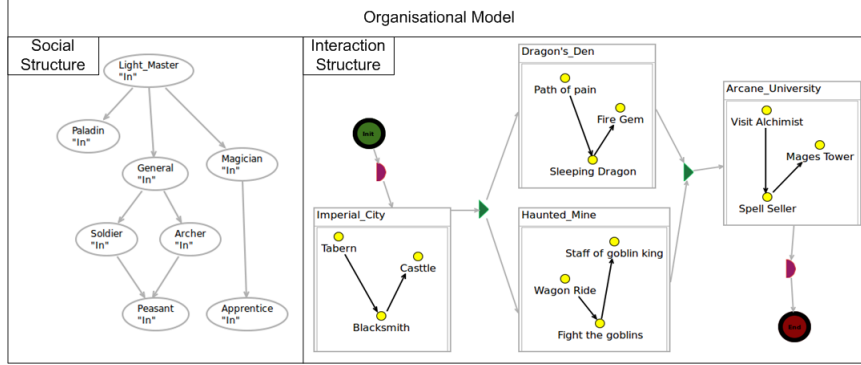 Organisational Model
Social
Structure
Light_Master
"In"
Paladin
"In"
General
"In"
Magician
"In"
Soldier
"In"
Archer
"In"
Peasant
"In"
Apprentice
"In"
Interaction
Structure
Init
Imperial_City
Tabern
Casttle
Blacksmith
Dragon's_Den
Path of pain
Fire Gem
Sleeping Dragon
Haunted_Mine
Staff of goblin king
Wagon Ride
Fight the goblins
Arcane_University
Visit Alchimist
Mages Tower
Spell Seller
End